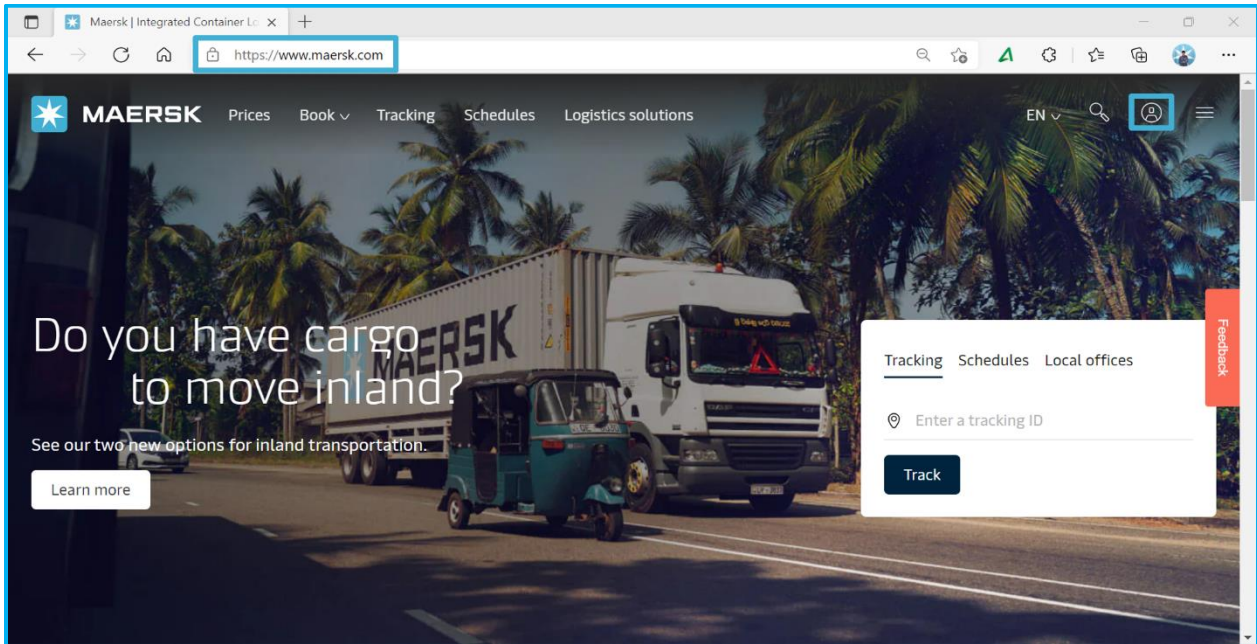 Maersk | Integrated Container Lo
https://www.maersk.com
MAERSK Prices Book Tracking Schedules Logistics solutions EN
MAERSK
Do you have cargo
to move inland?
See our two new options for inland transportation.
Learn more
Tracking Schedules Local offices
Enter a tracking ID
Track
Feedback